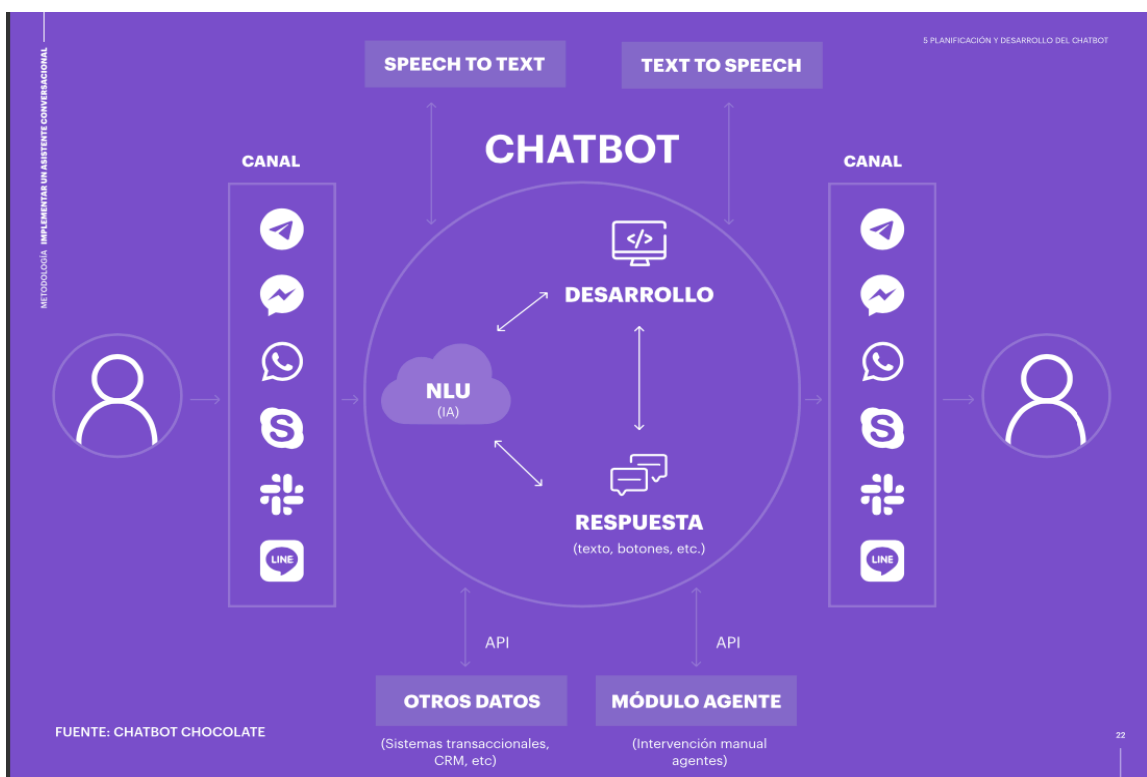 5 PLANIFICACIÓN Y DESARROLLO DEL CHATBOT
METODOLOGÍA IMPLEMENTAR UN ASISTENTE CONVERSACIONAL
SPEECH TO TEXT
TEXT TO SPEECH
CHATBOT
CANAL
CANAL
</>
DESARROLLO
NLU
(IA)
S
S
RESPUESTA
(texto, botones, etc.)
LINE
LINE
API
API
OTROS DATOS
(Sistemas transaccionales,
CRM, etc)
MÓDULO AGENTE
(Intervención manual
agentes)
FUENTE: CHATBOT CHOCOLATE
22